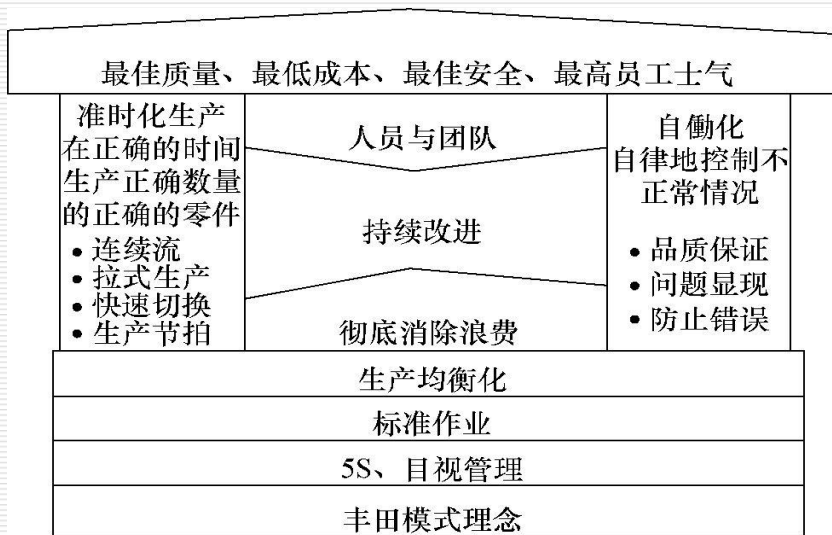 最佳质量、最低成本、最佳安全、最高员工士气
准时化生产
在正确的时间
生产正确数量
的正确的零件
• 连续流
• 拉式生产
• 快速切换
• 生产节拍
人员与团队
持续改进
彻底消除浪费
自働化
自律地控制不
正常情况
• 品质保证
• 问题显现
• 防止错误
生产均衡化
标准作业
5S、目视管理
丰田模式理念